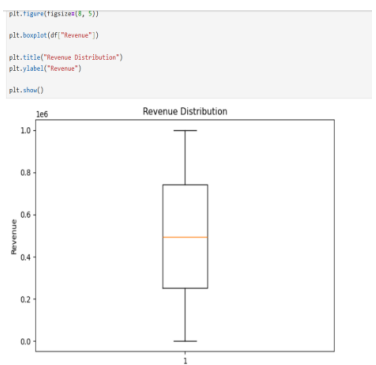 plt.figure(figsize=(8, 5))
plt.boxplot(df["Revenue"])
plt.title("Revenue Distribution")
plt.ylabel("Revenue")
plt.show()
Revenue Distribution
1e6
1.0
0.8
0.6
0.4
0.2
0.0
Revenue
1